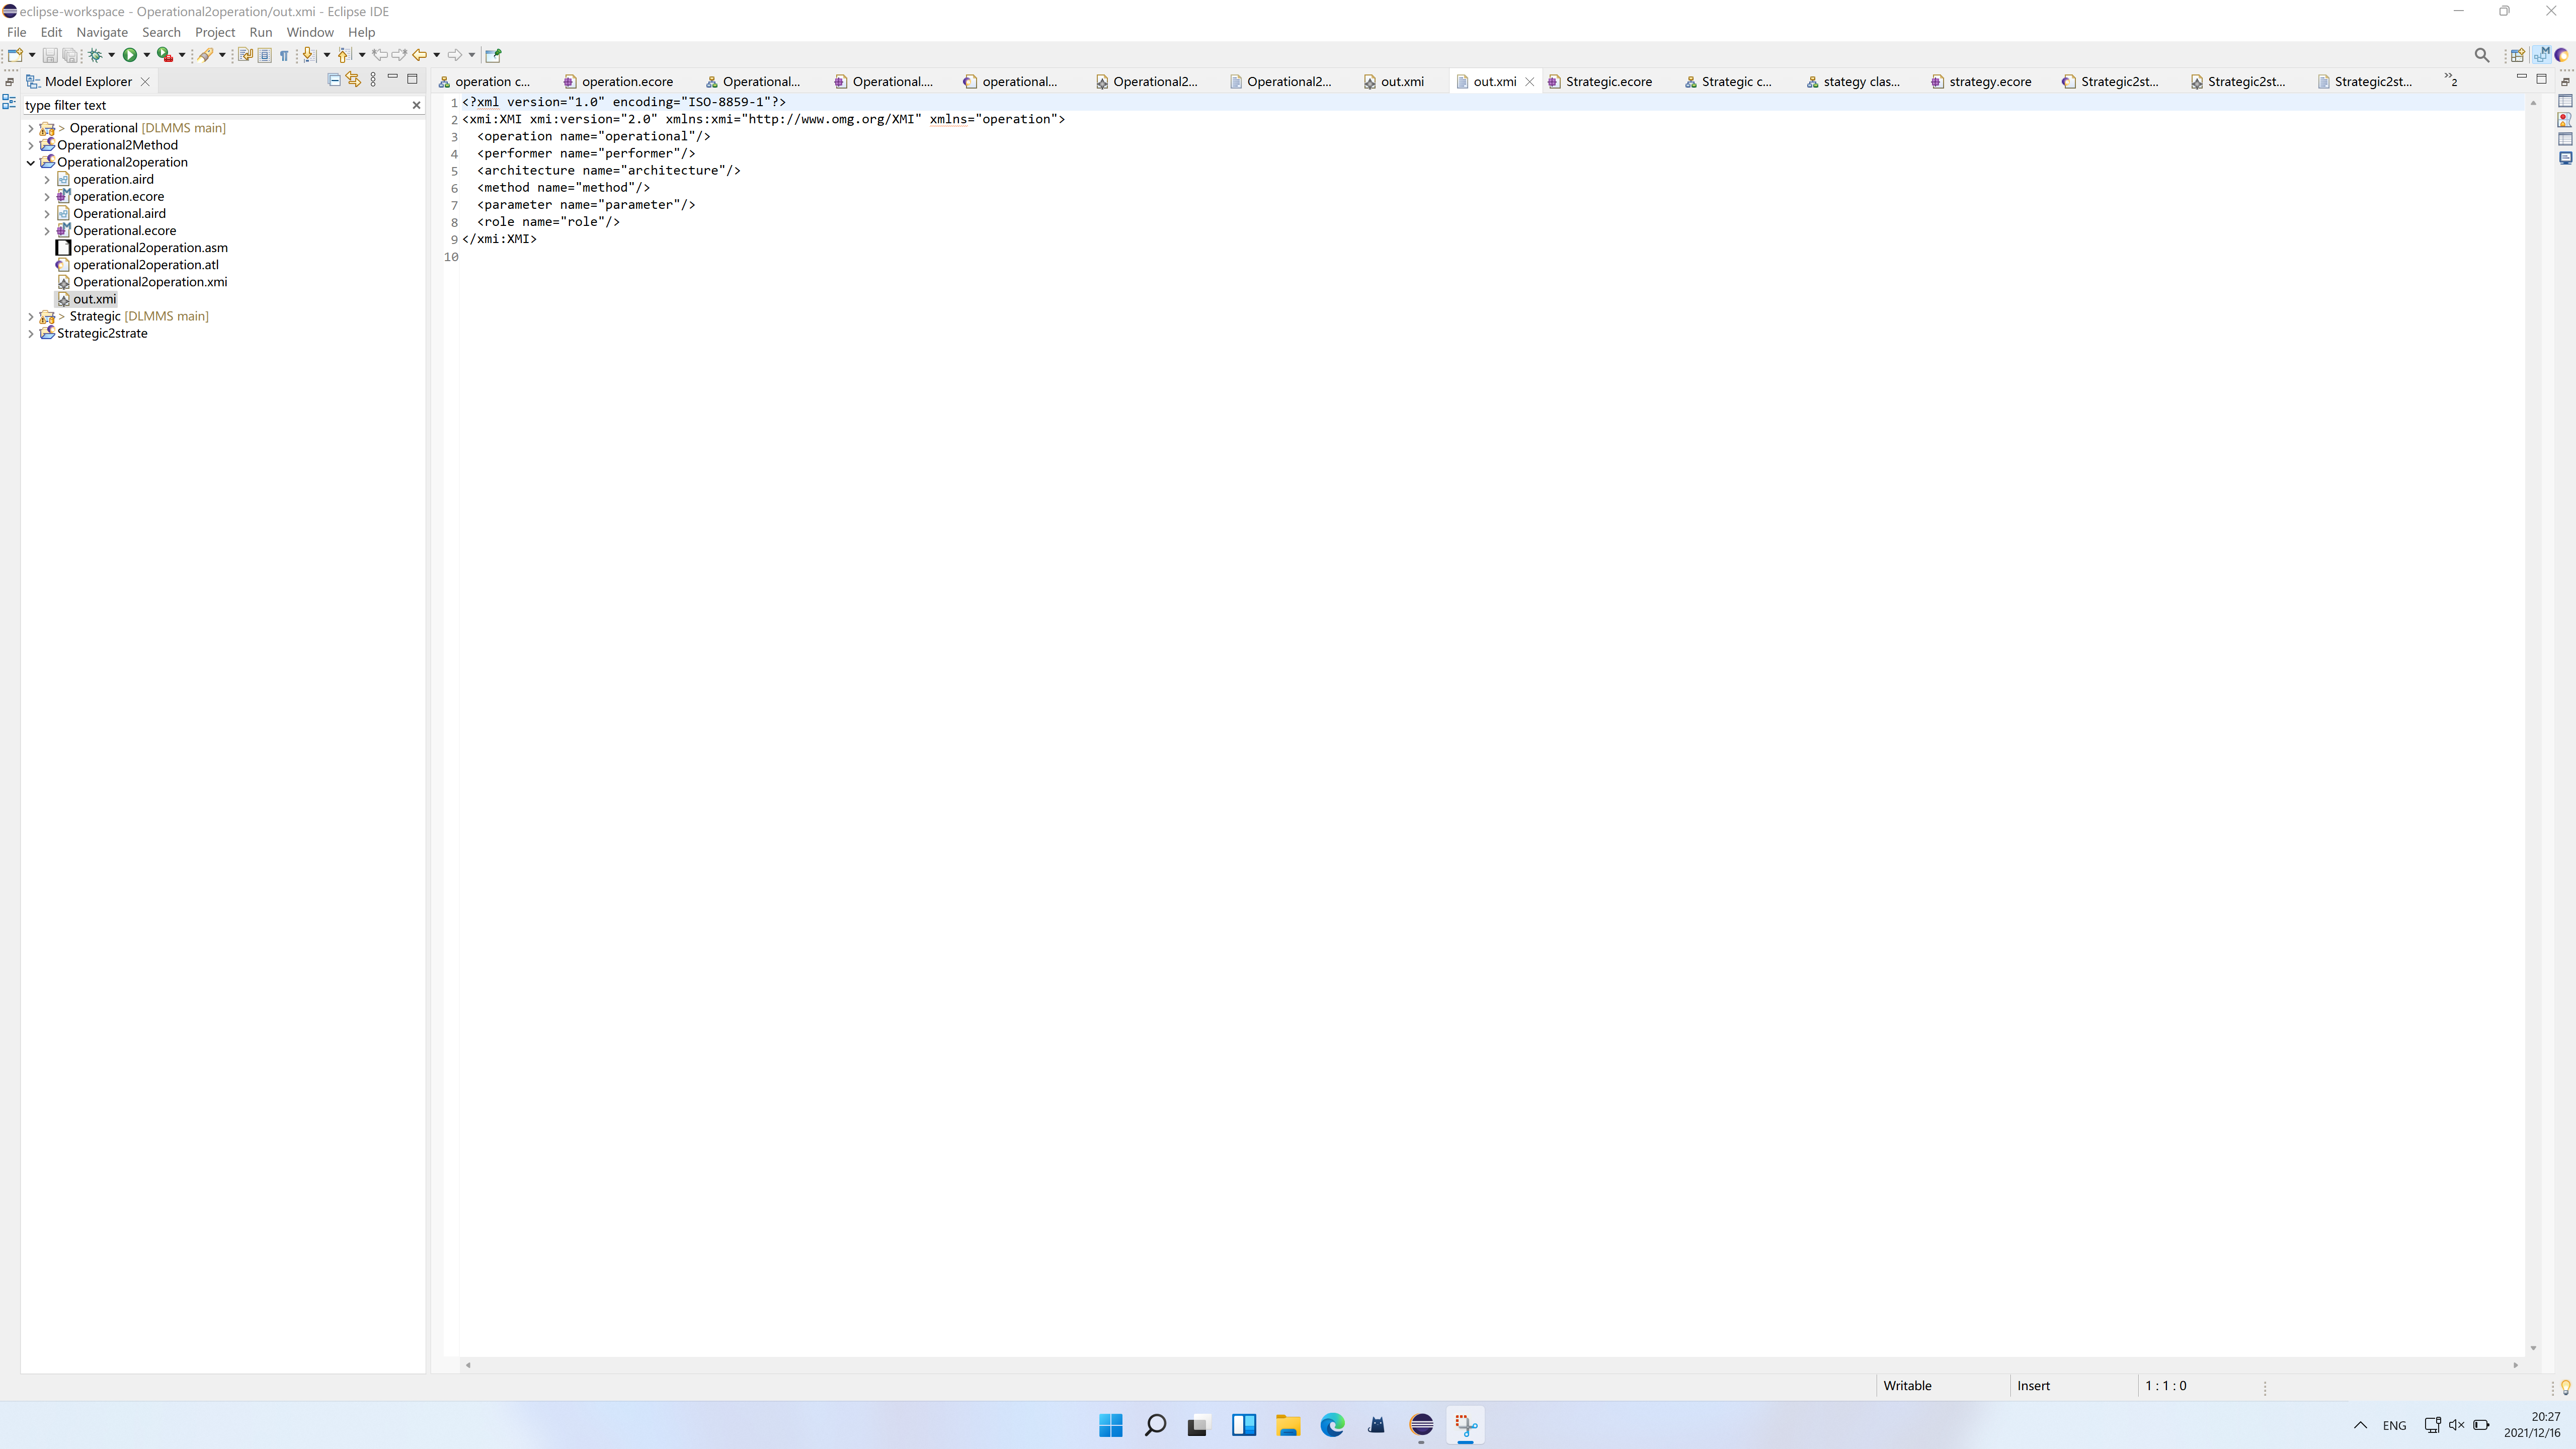 eclipse-workspace - Operational2operation/out.xmi - Eclipse IDE
File Edit Navigate Search Project Run Window Help
Model Explorer
operation c...
operation.ecore
Operational...
Operational....
operational...
Operational2...
Operational2...
out.xmi
out.xmi
Strategic.ecore
Strategic c...
stategy clas...
strategy.ecore
Strategic2st...
Strategic2st...
Strategic2st...
»2
type filter text
> Operational [DLMMS main]
Operational2Method
Operational2operation
operation.aird
operation.ecore
Operational.aird
Operational.ecore
operational2operation.asm
operational2operation.atl
Operational2operation.xmi
out.xmi
> Strategic [DLMMS main]
Strategic2strate
1 <?xml version="1.0" encoding="ISO-8859-1"?>
2 <xmi:XMI xmi:version="2.0" xmlns:xmi="http://www.omg.org/XMI" xmlns="operation">
3 <operation name="operational"/>
4 <performer name="performer"/>
5 <architecture name="architecture"/>
6 <method name="method"/>
7 <parameter name="parameter"/>
8 <role name="role"/>
9 </xmi:XMI>
10
Writable
Insert
1 : 1 : 0
ENG
20:27
2021/12/16